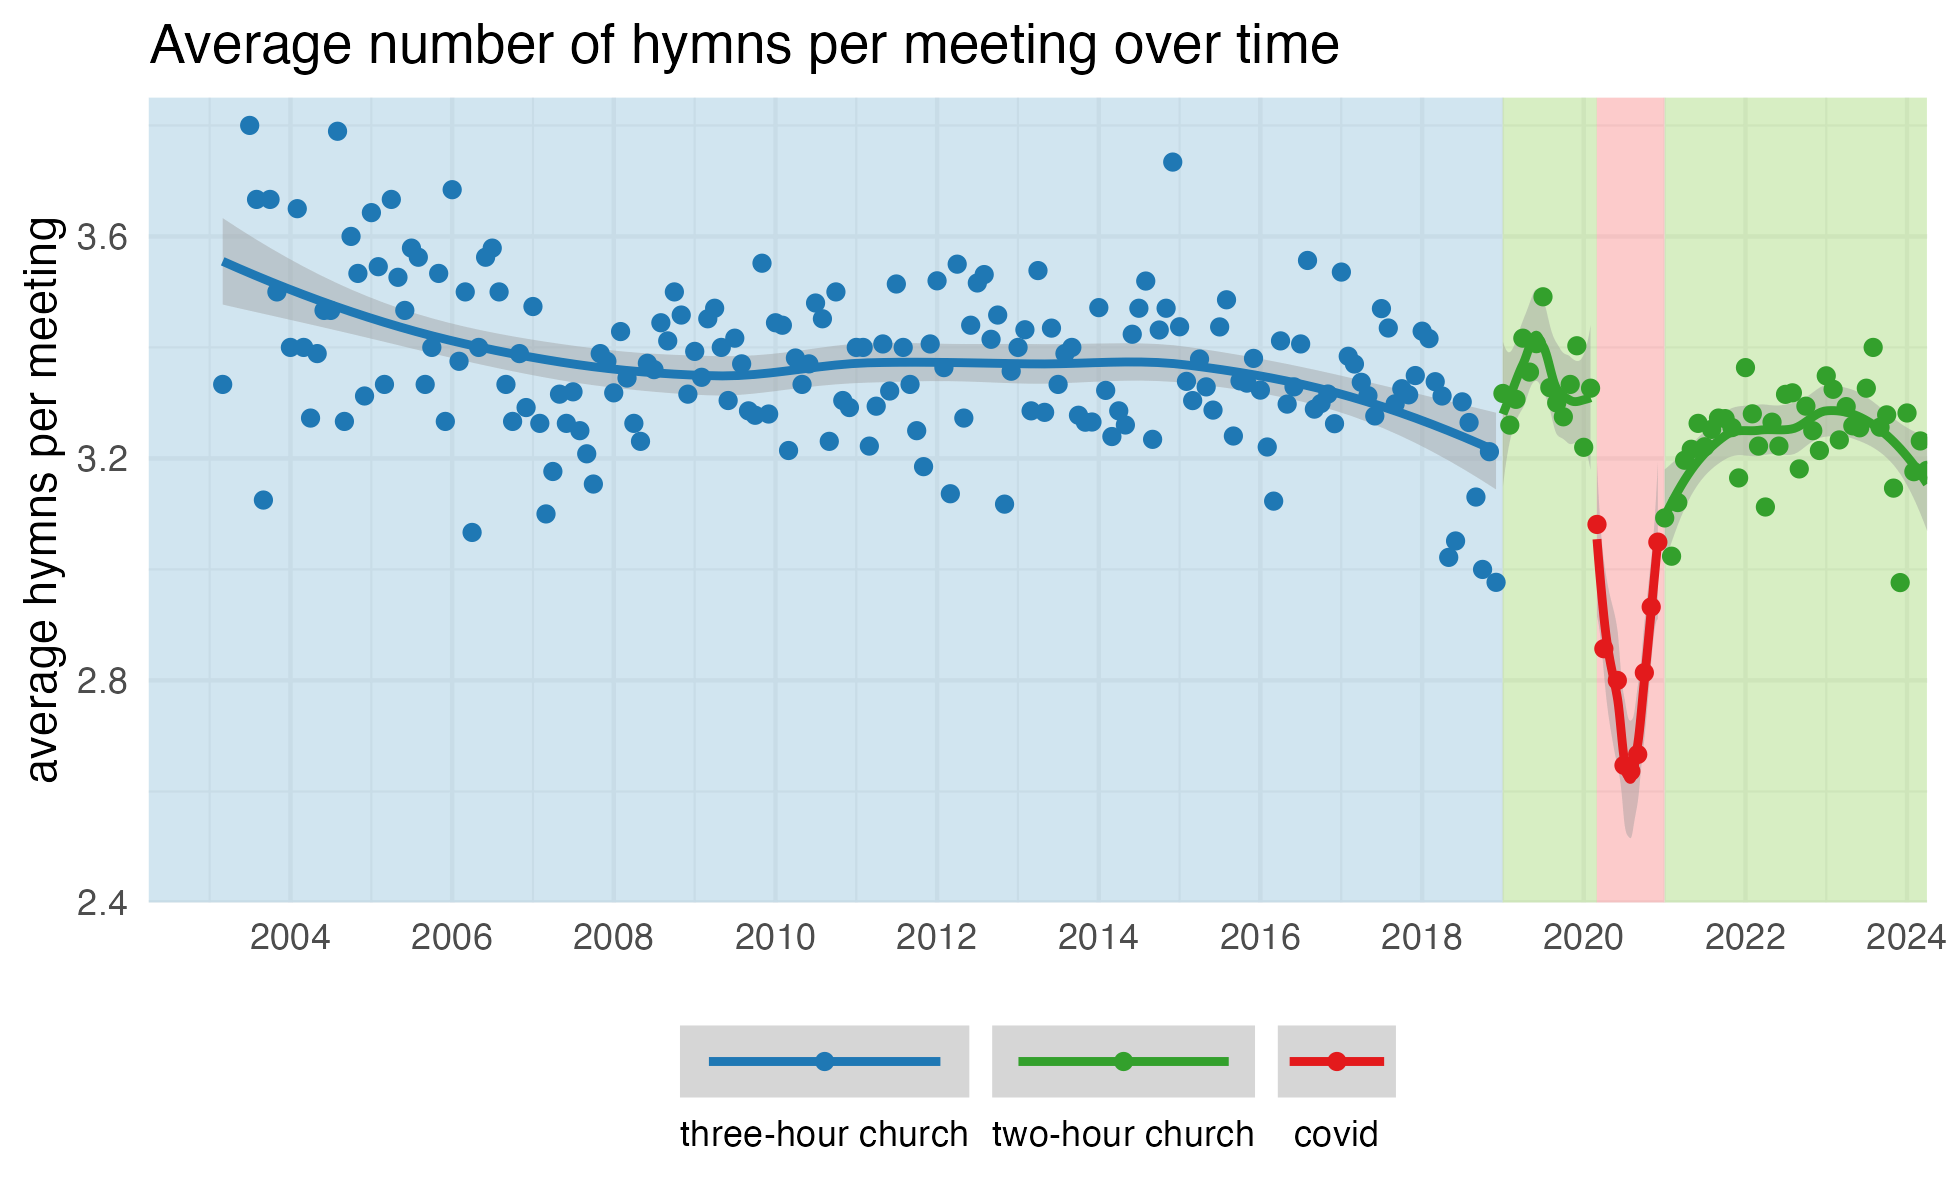 Average number of hymns per meeting over time
average hymns per meeting
3.6
3.2
2.8
2.4
2004 2006 2008 2010 2012 2014 2016 2018 2020 2022 2024
three-hour church two-hour church covid